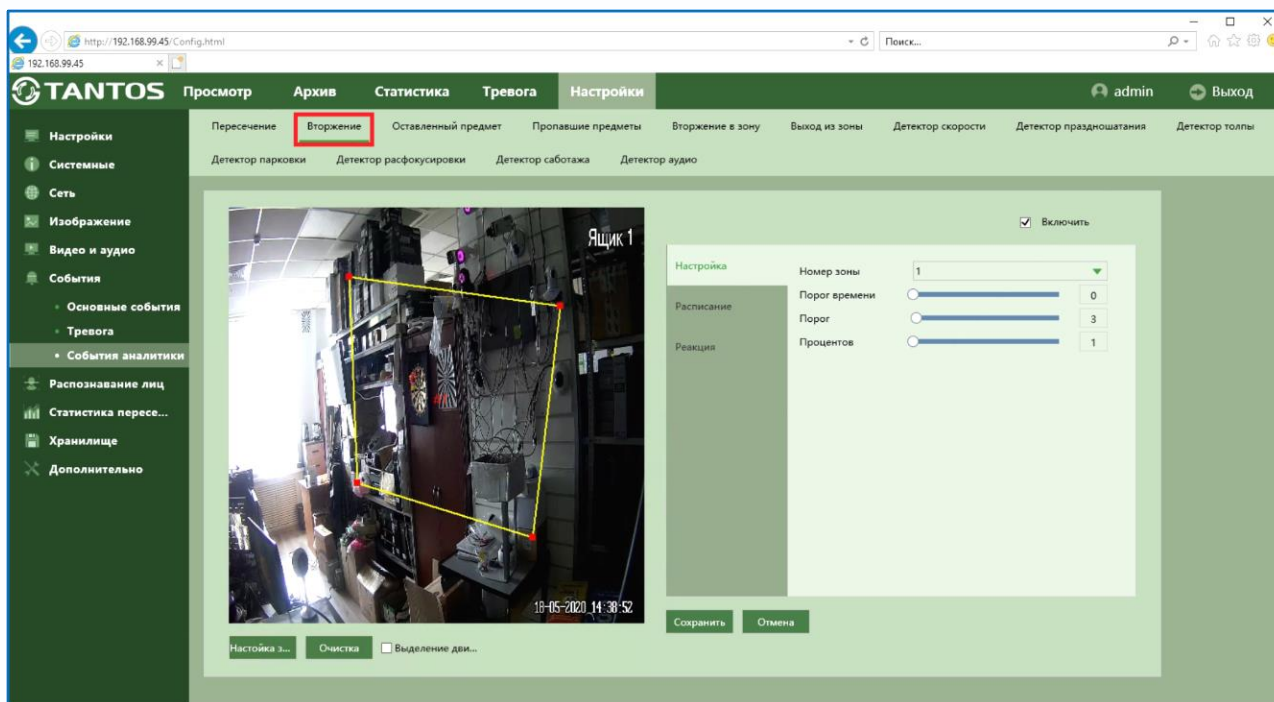 http://192.168.99.45/Config.html
Поиск...
192.168.99.45
TANTOS
Просмотр Архив Статистика Тревога Настройки
admin Выход
Настройки
Системные
Сеть
Изображение
Видео и аудио
События
Основные события
Тревога
События аналитики
Распознавание лиц
Статистика пересе...
Хранилище
Дополнительно
Пересечение Вторжение Оставленный предмет Пропавшие предметы Вторжение в зону Выход из зоны Детектор скорости Детектор праздношатания Детектор толпы
Детектор парковки Детектор расфокусировки Детектор саботажа Детектор аудио
Ящик 1
18-05-2020 14:38:52
Настойка з... Очистка Выделение дви...
Включить
Настройка
Расписание
Реакция
Номер зоны 1
Порог времени 0
Порог 3
Процентов 1
Сохранить Отмена